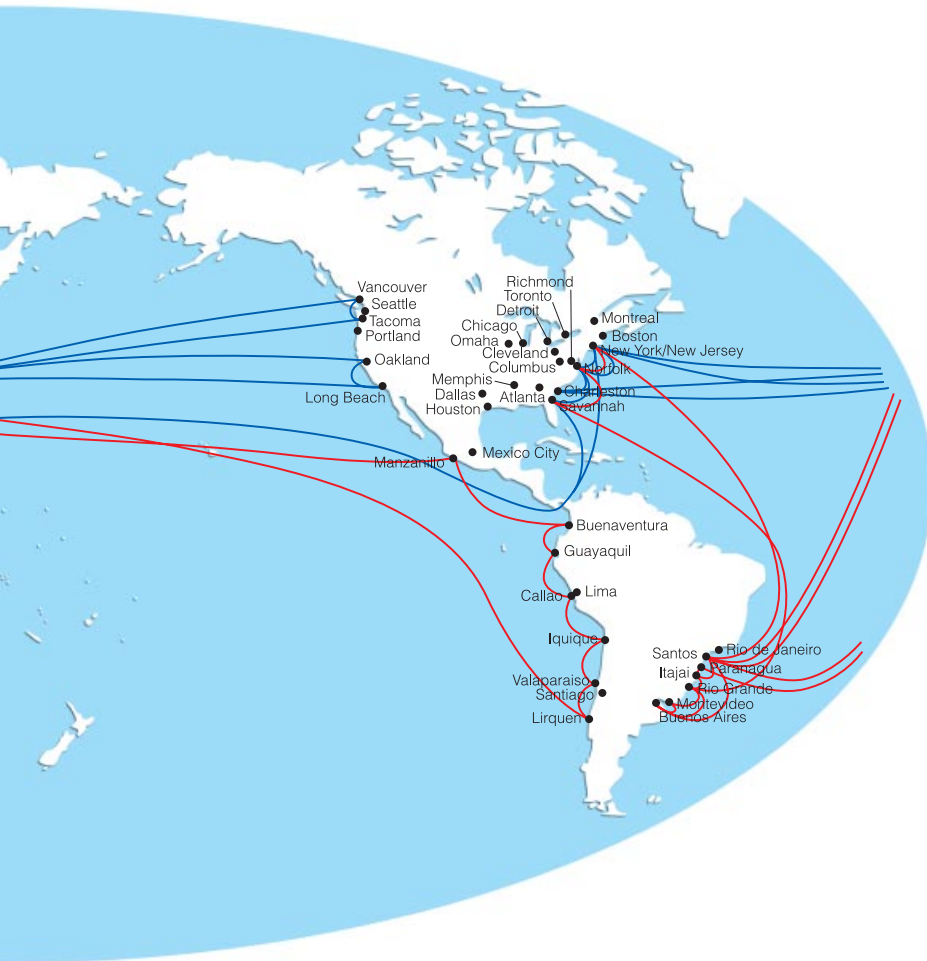 Richmond
Toronto
Detroit
Vancouver
Seattle
Tacoma
Portland
Chicago
Omaha
Montreal
Boston
New York/New Jersey
Cleveland
Columbus
Norfolk
Oakland
Long Beach
Memphis
Dallas
Houston
Atlanta
Charleston
Savannah
Mexico City
Manzanillo
Buenaventura
Guayaquil
Callao
Lima
Iquique
Santos
Rio de Janeiro
Itajai
Paranagua
Valaparaiso
Santiago
Rio Grande
Montevideo
Lirquen
Buenos Aires